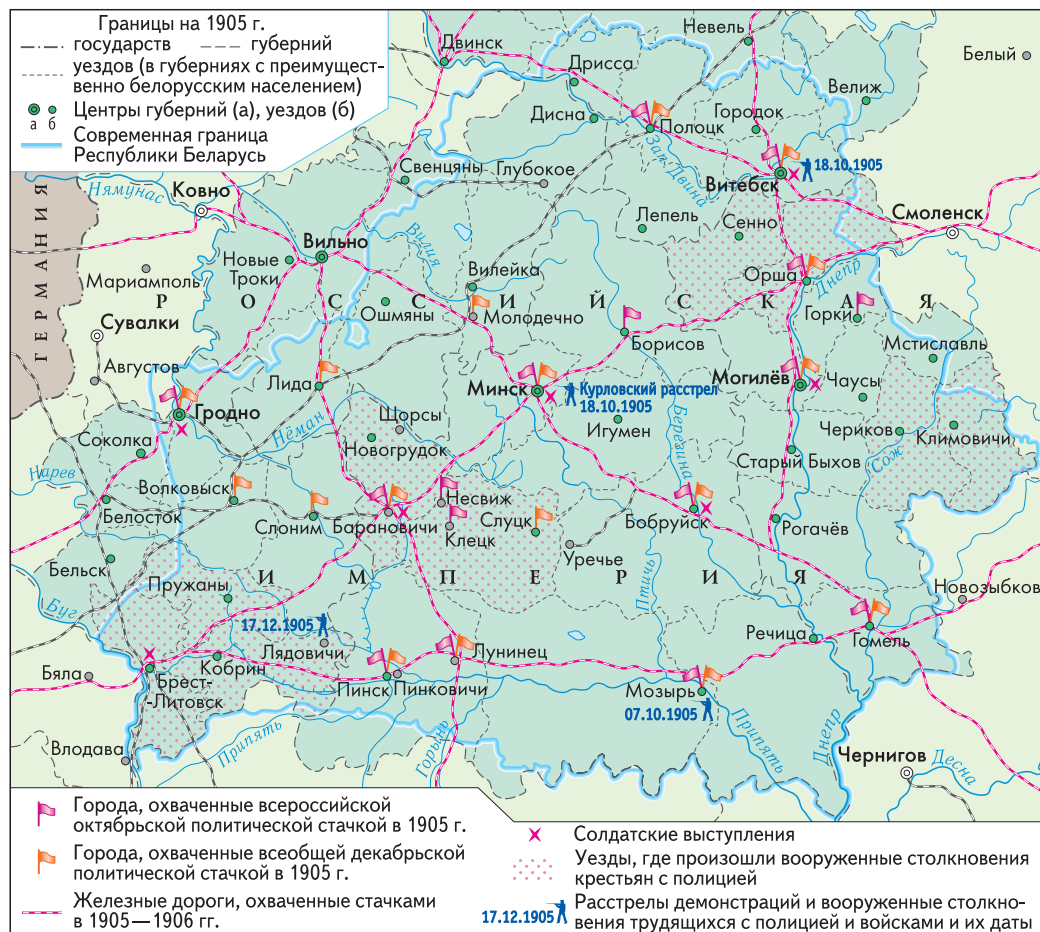 Границы на 1905 г.
государств губерний
уездов (в губерниях с преимущест-
венно белорусским населением)
Центры губерний (а), уездов (б)
а б
Современная граница
Республики Беларусь
Невель
Белый
Двинск
Дрисса
Велиж
Дисна
Городок
Полоцк
Зап. Двина
18.10.1905
Витебск
Свенцяны
Глубокое
ГЕРМАНИЯ
Нямунас
Ковно
Лепель
Сенно
Смоленск
Вильно
Вилия
Новые
Троки
Вилейка
Орша
Днепр
Мариамполь
РОССИЙСКАЯ
Ошмяны
Молодечно
Горки
Сувалки
Борисов
Мстиславль
Августов
Лида
Минск
Курловский расстрел
18.10.1905
Могилёв
Чаусы
Гродно
Щорсы
Игумен
Березина
Нёман
Новогрудок
Чериков
Климовичи
Соколка
Старый Быхов
Сож
Нарев
Волковыск
Несвиж
Белосток
Слоним
Барановичи
Слуцк
Бобруйск
Рогачёв
Клецк
Уречье
Бельск
Пружаны
ИМПЕРИЯ
Птичь
Новозыбков
Буг
17.12.1905
Лядовичи
Речица
Гомель
Бяла
Кобрин
Лунинец
Брест-
-Литовск
Пинск
Пинковичи
Мозырь
07.10.1905
Влодава
Припять
Горынь
Припять
Днепр
Чернигов
Десна
Города, охваченные всероссийской
октябрьской политической стачкой в 1905 г.
Города, охваченные всеобщей декабрьской
политической стачкой в 1905 г.
Железные дороги, охваченные стачками
в 1905—1906 гг.
Солдатские выступления
Уезды, где произошли вооруженные столкновения
крестьян с полицией
17.12.1905
Расстрелы демонстраций и вооруженные столкно-
вения трудящихся с полицией и войсками и их даты